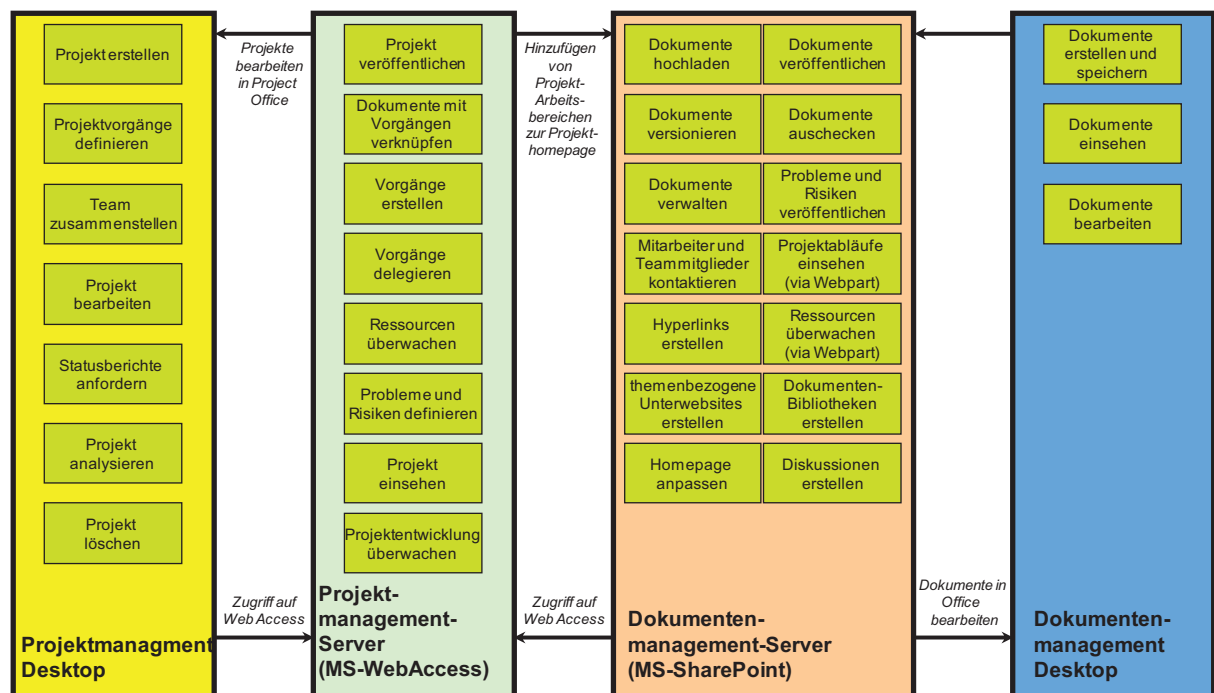 Projekt erstellen
Projektvorgänge
definieren
Team
zusammenstellen
Projekt
bearbeiten
Statusberichte
anfordern
Projekt
analysieren
Projekt
löschen
Projektmanagment
Desktop
Projekte
bearbeiten
in Project
Office
Zugriff auf
Web Access
Projekt
veröffentlichen
Dokumente mit
Vorgängen
verknüpfen
Vorgänge
erstellen
Vorgänge
delegieren
Ressourcen
überwachen
Probleme und
Risiken definieren
Projekt
einsehen
Projektentwicklung
überwachen
Projekt-
management-
Server
(MS-WebAccess)
Hinzufügen
von
Projekt-
Arbeits-
bereichen
zur Projekt-
homepage
Zugriff auf
Web Access
Dokumente
hochladen
Dokumente
veröffentlichen
Dokumente
versionieren
Dokumente
auschecken
Dokumente
verwalten
Probleme und
Risiken
veröffentlichen
Mitarbeiter und
Teammitglieder
kontaktieren
Projektabläufe
einsehen
(via Webpart)
Hyperlinks
erstellen
Ressourcen
überwachen
(via Webpart)
themenbezogene
Unterwebsites
erstellen
Dokumenten-
Bibliotheken
erstellen
Homepage
anpassen
Diskussionen
erstellen
Dokumenten-
management-Server
(MS-SharePoint)
Dokumente in
Office
bearbeiten
Dokumente
erstellen und
speichern
Dokumente
einsehen
Dokumente
bearbeiten
Dokumenten-
management
Desktop